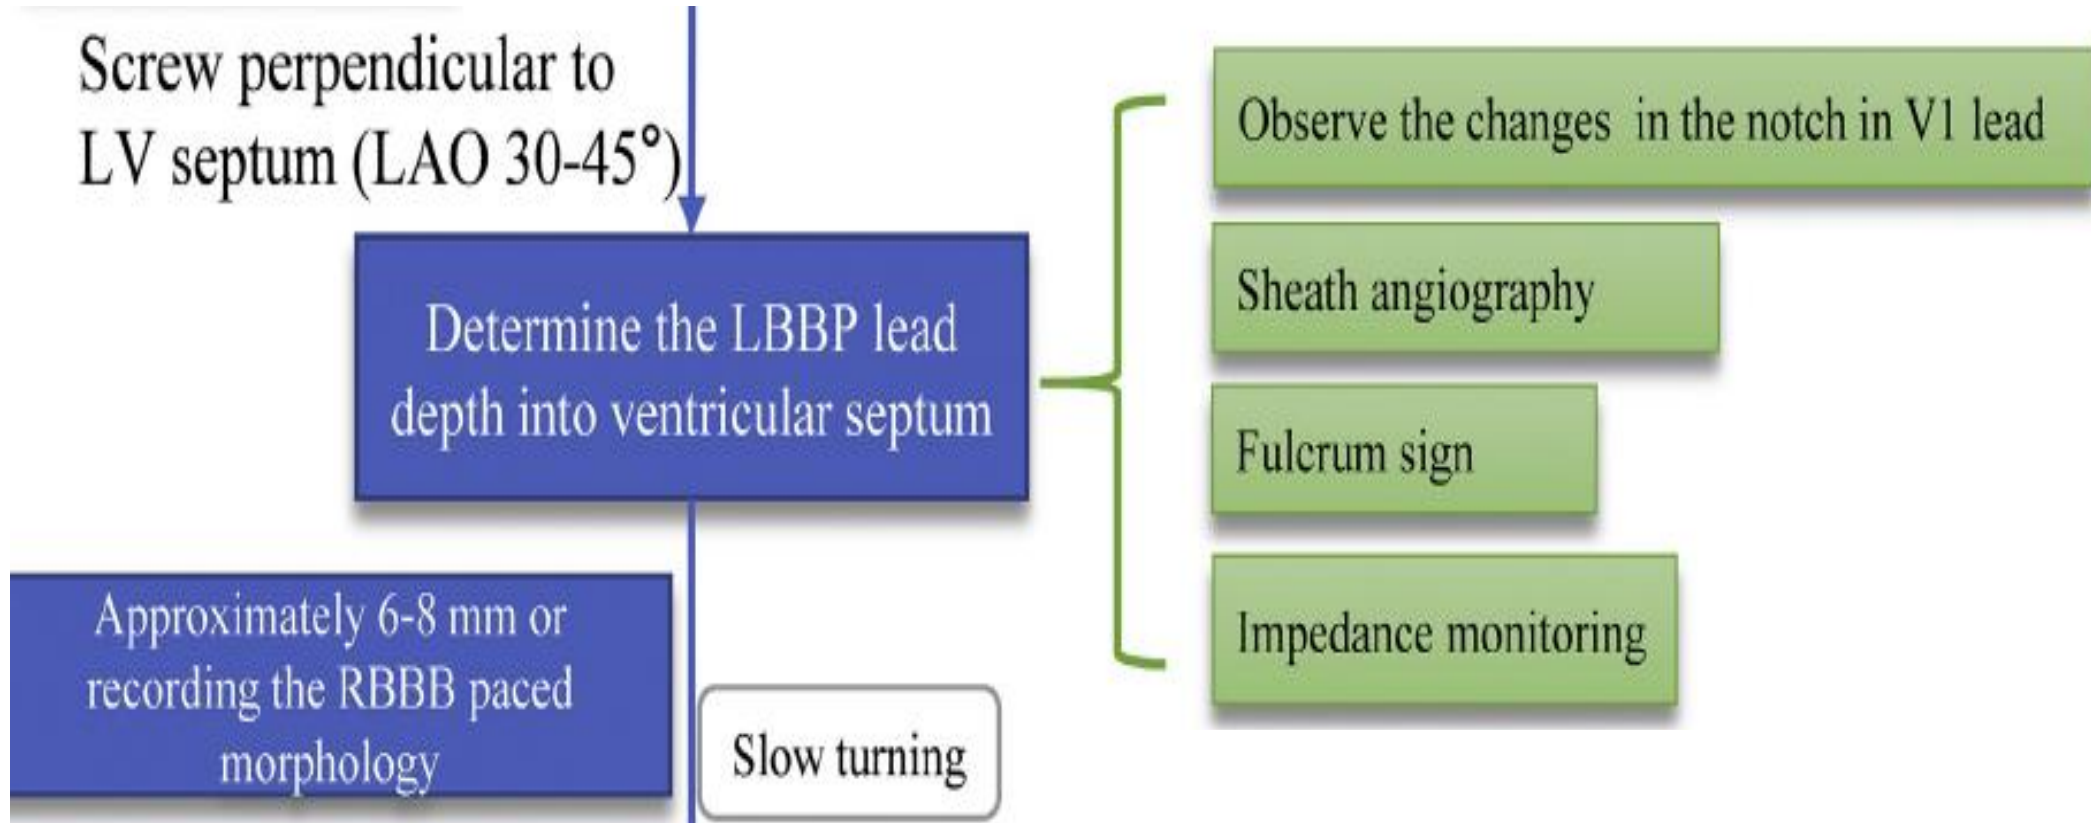 Screw perpendicular to
LV septum (LAO 30-45°)
Determine the LBBP lead
depth into ventricular septum
Observe the changes in the notch in V1 lead
Sheath angiography
Fulcrum sign
Impedance monitoring
Approximately 6-8 mm or
recording the RBBB paced
morphology
Slow turning